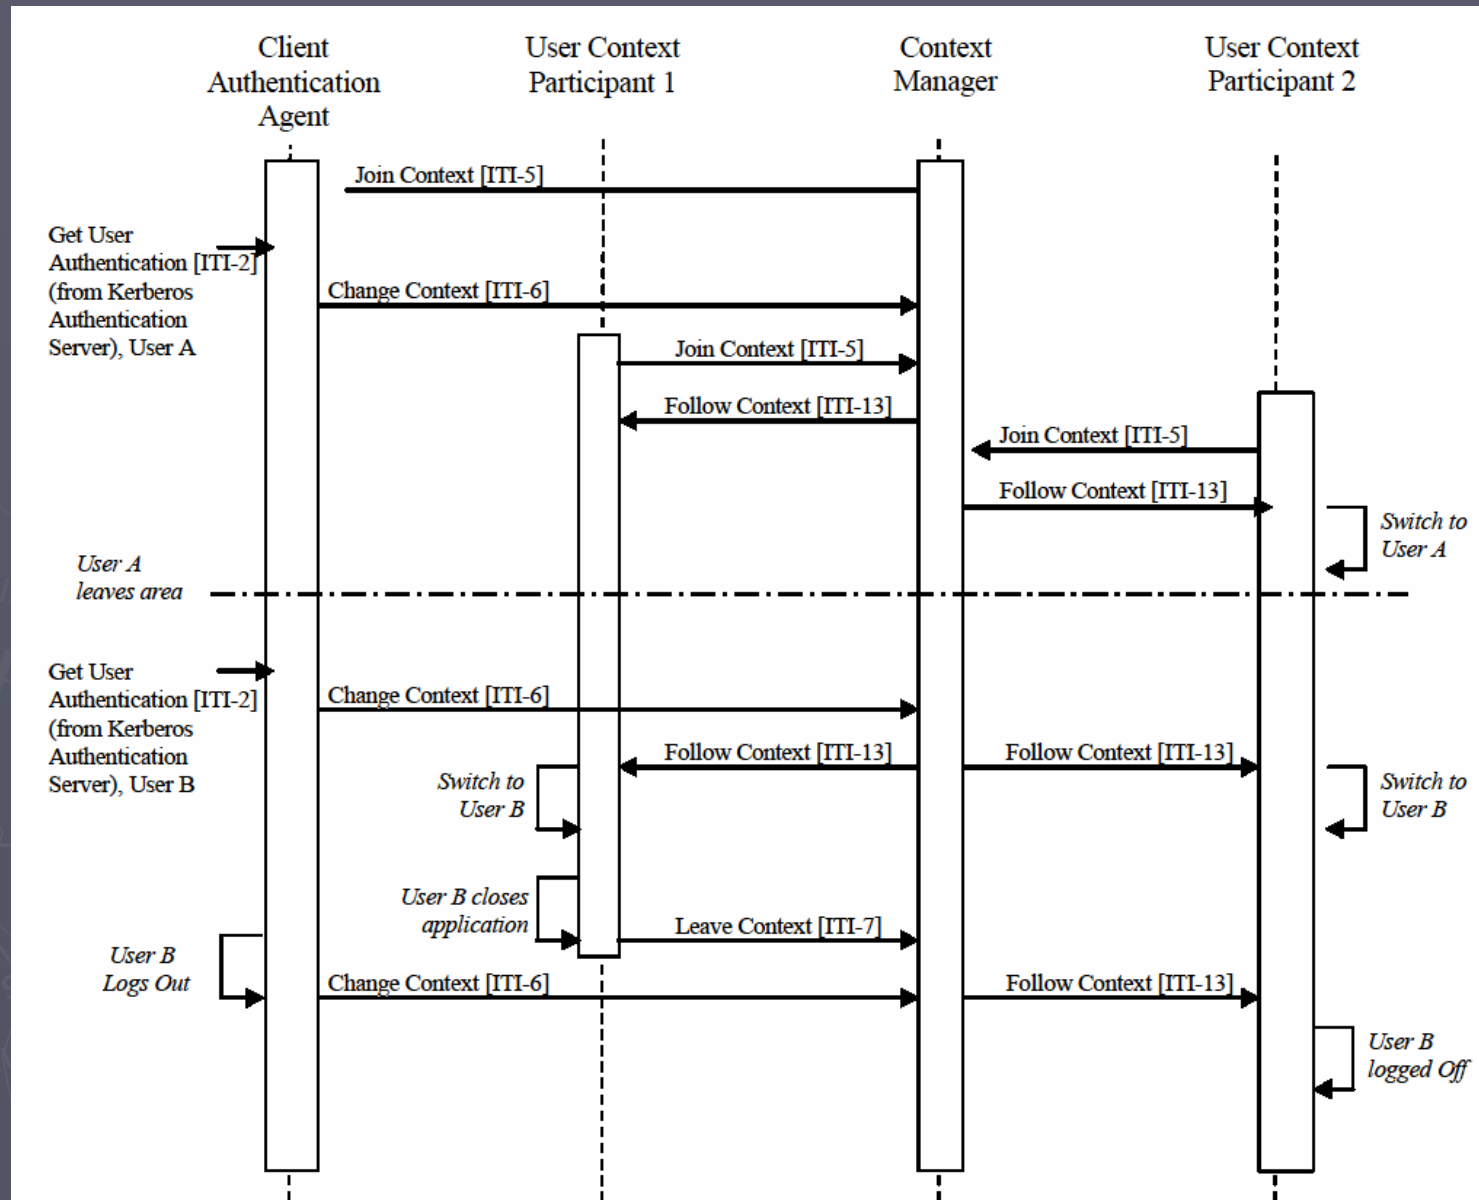 Client
Authentication
Agent
User Context
Participant 1
Context
Manager
User Context
Participant 2
Join Context [ITI-5]
Get User
Authentication [ITI-2]
(from Kerberos
Authentication
Server), User A
Change Context [ITI-6]
Join Context [ITI-5]
Follow Context [ITI-13]
Join Context [ITI-5]
Follow Context [ITI-13]
Switch to
User A
User A
leaves area
Get User
Authentication [ITI-2]
(from Kerberos
Authentication
Server), User B
Change Context [ITI-6]
Follow Context [ITI-13]
Follow Context [ITI-13]
Switch to
User B
Switch to
User B
User B closes
application
Leave Context [ITI-7]
User B
Logs Out
Change Context [ITI-6]
Follow Context [ITI-13]
User B
logged Off